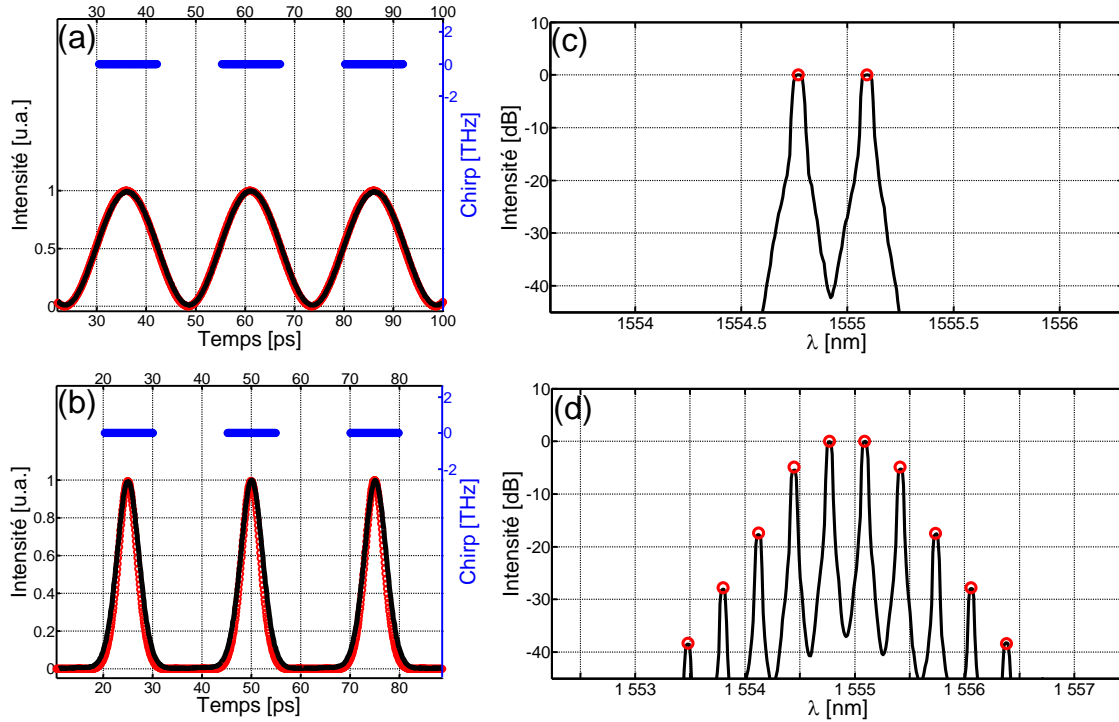 (a)
30 40 50 60 70 80 90 100
2
0
-2
Chirp [THz]
Intensité [u.a.]
1
0.5
0
30 40 50 60 70 80 90 100
Temps [ps]
(c)
10
0
-10
-20
-30
-40
Intensité [dB]
1554 1554.5 1555 1555.5 1556
λ [nm]
(b)
20 30 40 50 60 70 80
2
0
-2
Chirp [THz]
Intensité [u.a.]
1
0.8
0.6
0.4
0.2
0
20 30 40 50 60 70 80
Temps [ps]
(d)
10
0
-10
-20
-30
-40
Intensité [dB]
1 553 1 554 1 555 1 556 1 557
λ [nm]